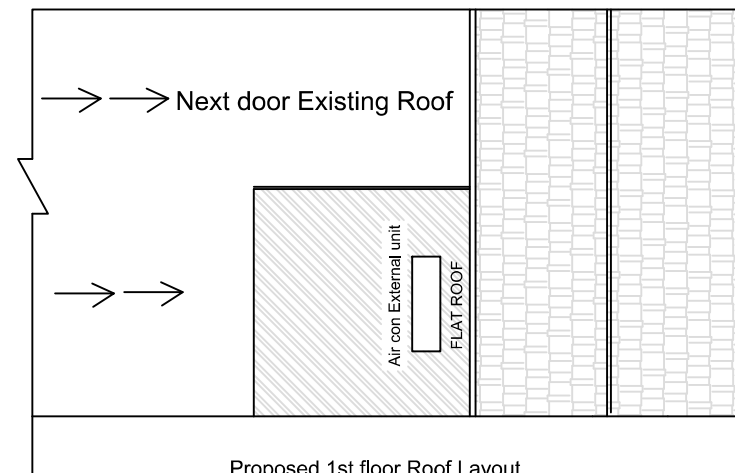 Next door Existing Roof
Air con External unit
FLAT ROOF
Proposed 1st floor Roof Layout